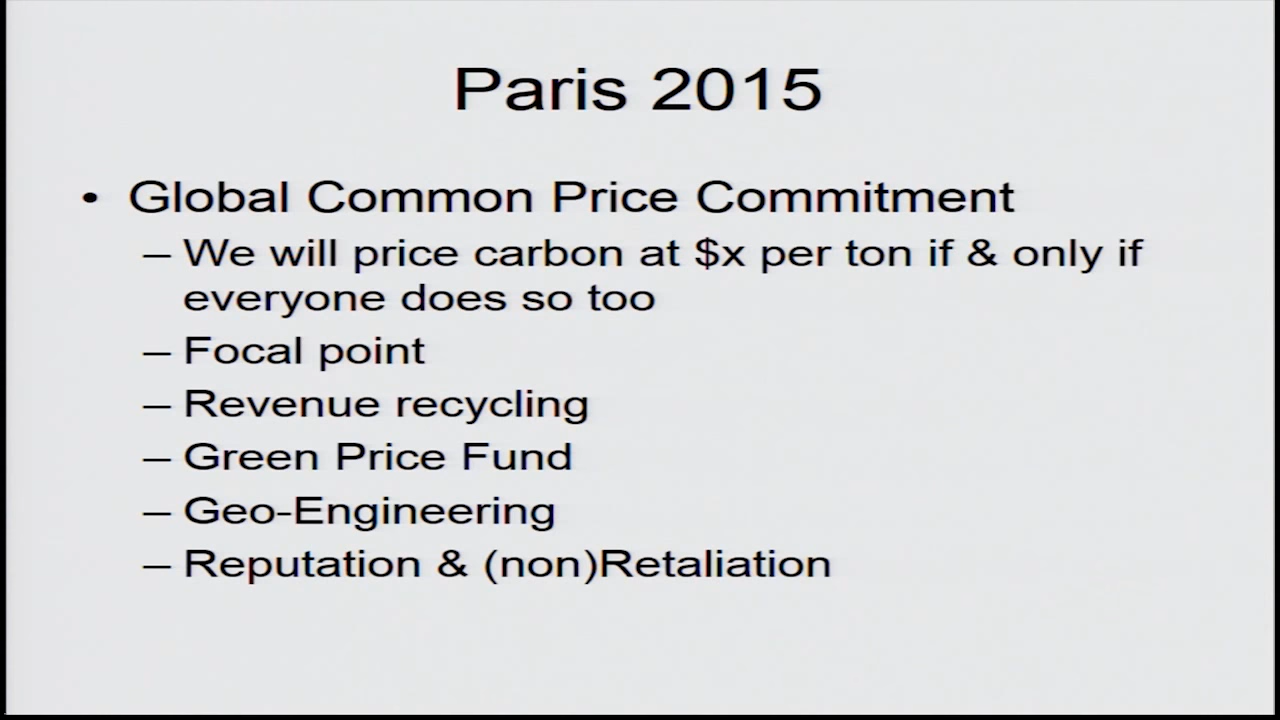 Paris 2015
• Global Common Price Commitment
– We will price carbon at $x per ton if & only if
everyone does so too
– Focal point
– Revenue recycling
– Green Price Fund
– Geo-Engineering
– Reputation & (non)Retaliation